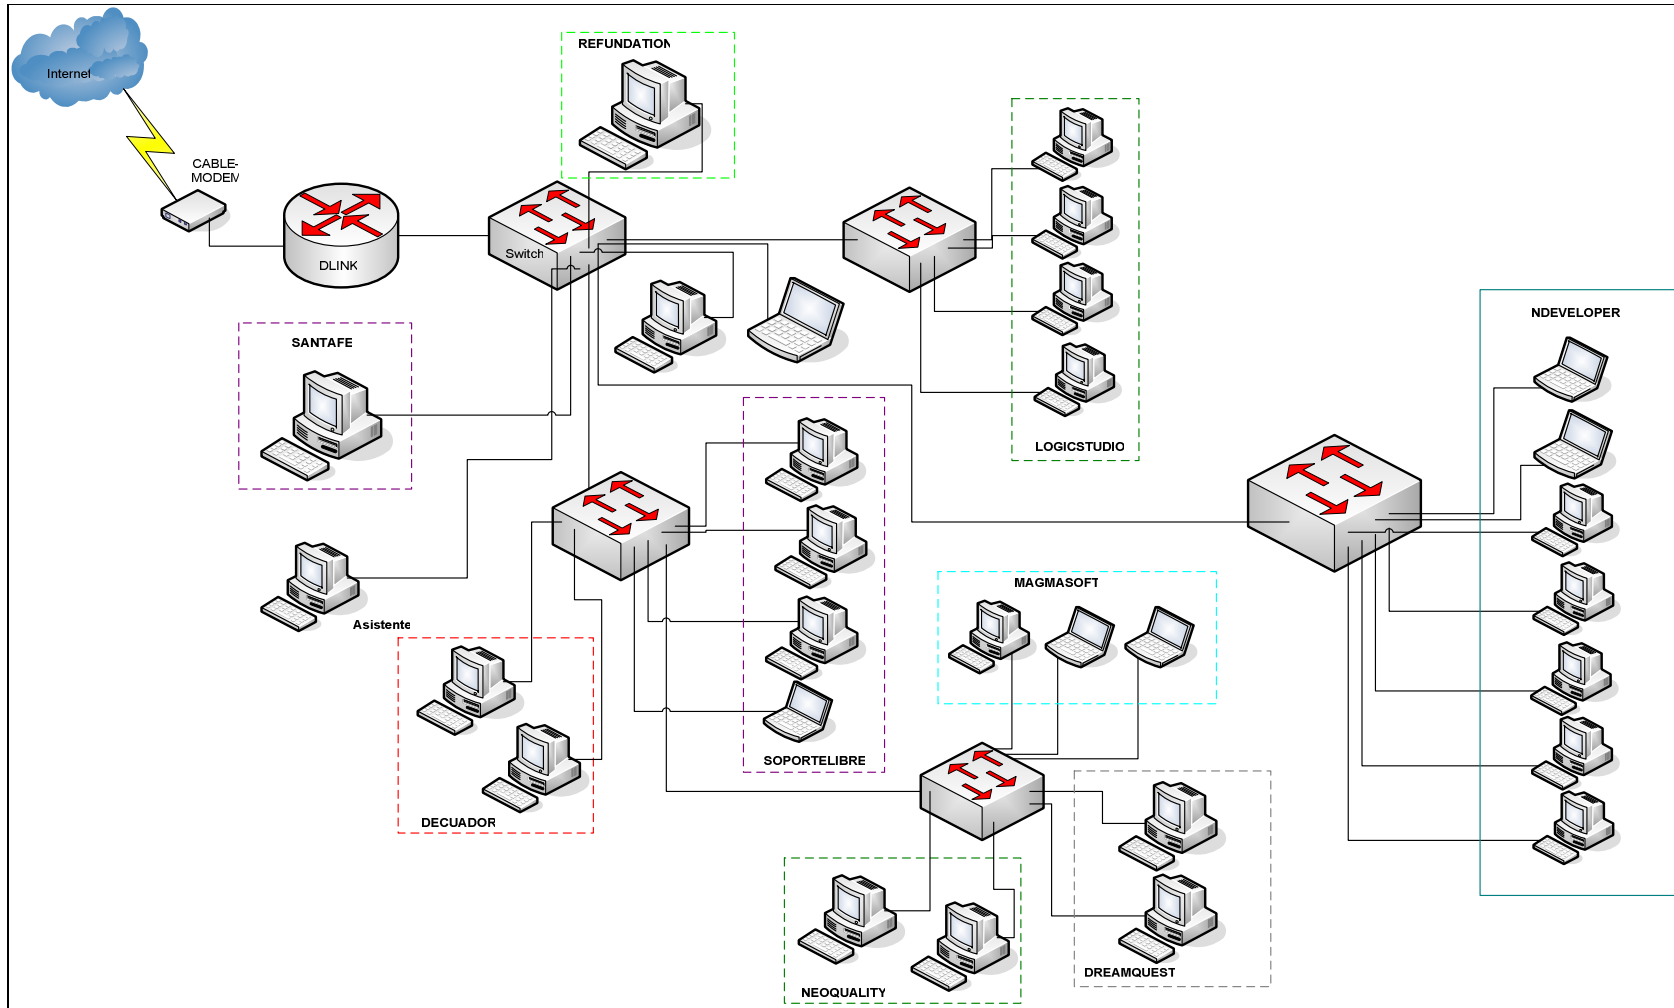 Internet
REFUNDATION
CABLE-
MODEM
Switch
DLINK
NDEVELOPER
SANTAFE
LOGICSTUDIO
MAGMASOFT
Asistente
SOPORTELIBRE
DECUADOR
DREAMQUEST
NEOQUALITY